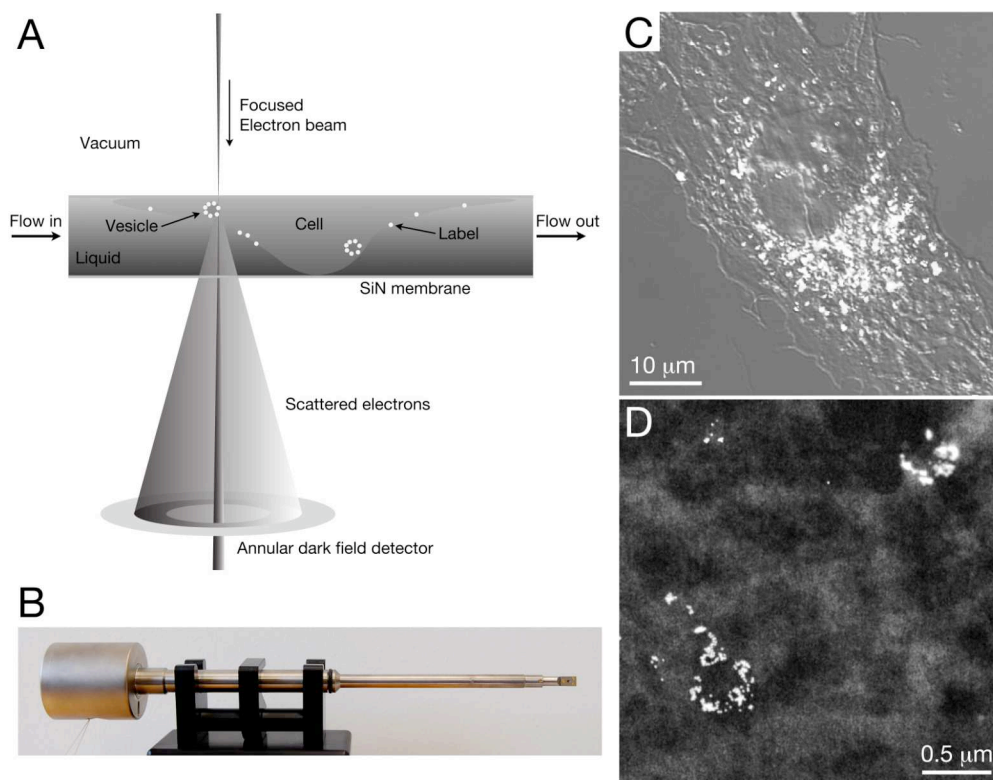 A
Focused
Electron beam
Vacuum
Flow in
Vesicle
Cell
Label
Flow out
Liquid
SiN membrane
Scattered electrons
Annular dark field detector
B
C
10 μm
D
0.5 μm